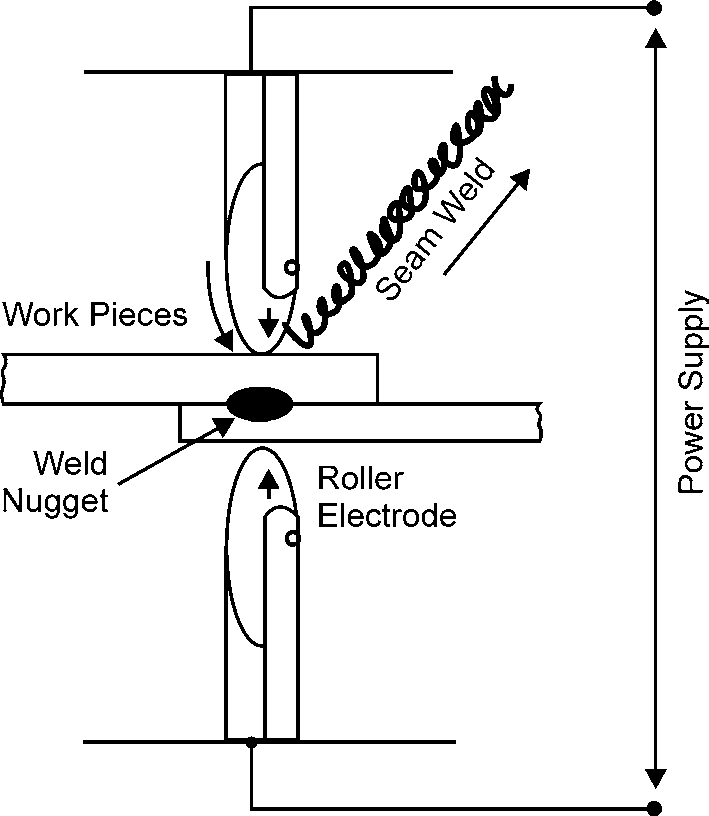 Seam Weld
Work Pieces
Power Supply
Weld
Nugget
Roller
Electrode